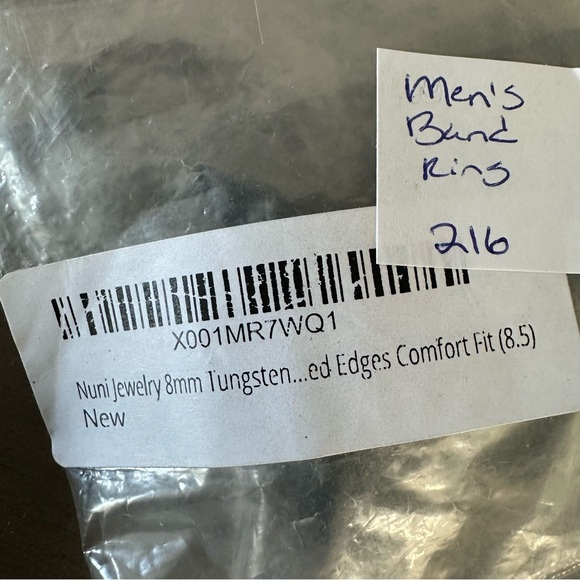 Men's
Band
Ring
216
X001MR7WQ1
Nuni Jewelry 8mm Tungsten...ed Edges Comfort Fit (8.5)
New